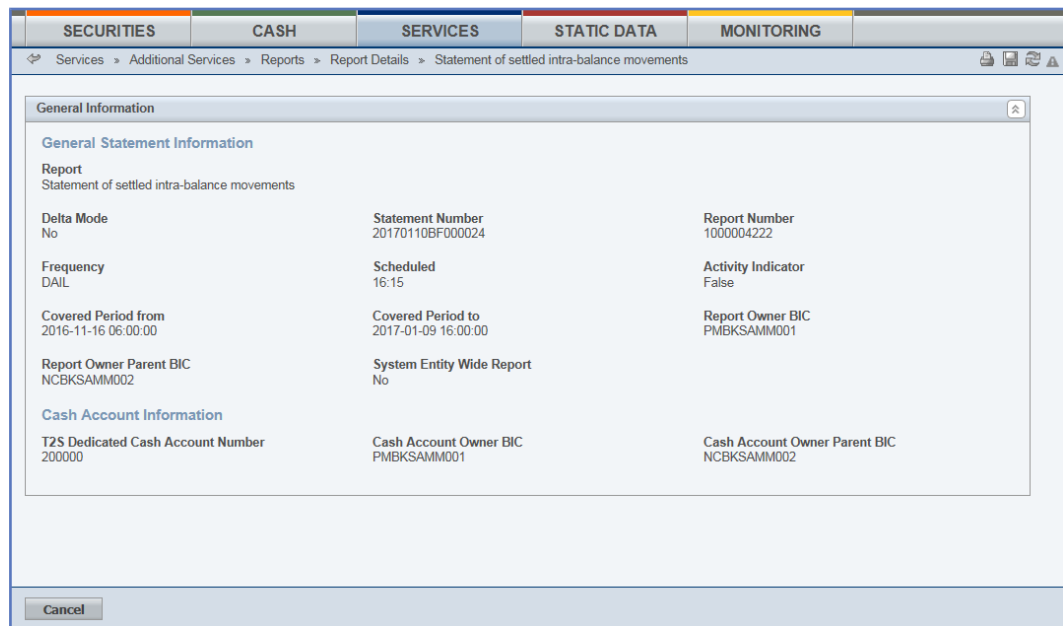 SECURITIES CASH SERVICES STATIC DATA MONITORING
Services » Additional Services » Reports » Report Details » Statement of settled intra-balance movements
General Information
General Statement Information
Report
Statement of settled intra-balance movements
Delta Mode Statement Number Report Number
No 20170110BF000024 1000004222
Frequency Scheduled Activity Indicator
DAIL 16:15 False
Covered Period from Covered Period to Report Owner BIC
2016-11-16 06:00:00 2017-01-09 16:00:00 PMBKSAMM001
Report Owner Parent BIC System Entity Wide Report
NCBKSAMM002 No
Cash Account Information
T2S Dedicated Cash Account Number Cash Account Owner BIC Cash Account Owner Parent BIC
200000 PMBKSAMM001 NCBKSAMM002
Cancel